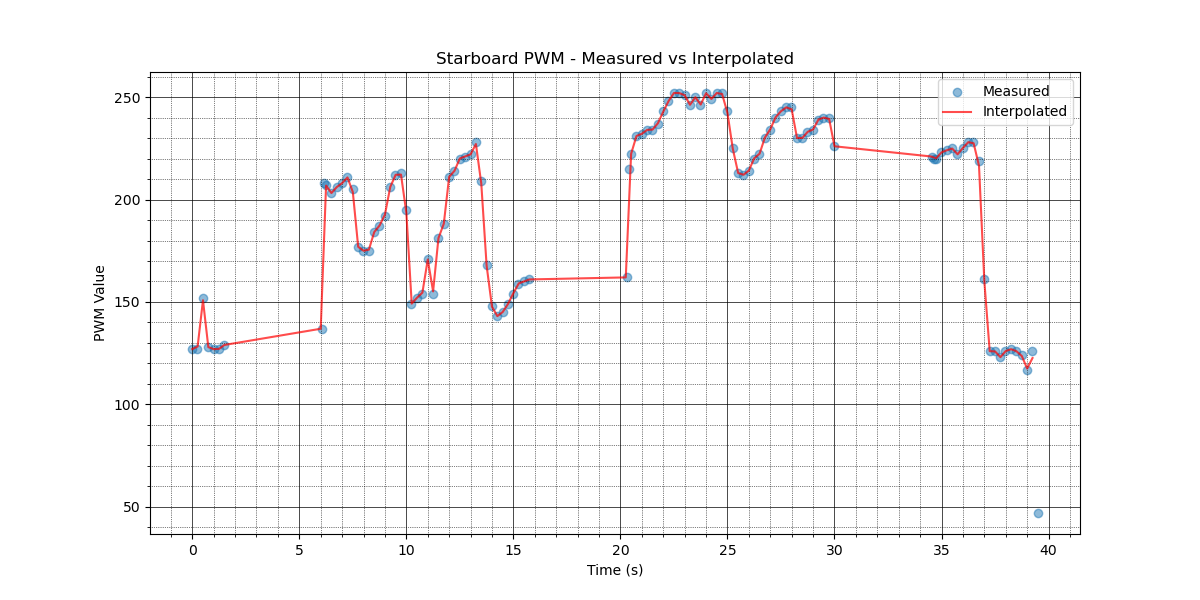 Starboard PWM - Measured vs Interpolated
Measured
Interpolated
PWM Value
250
200
150
100
50
0 5 10 15 20 25 30 35 40
Time (s)